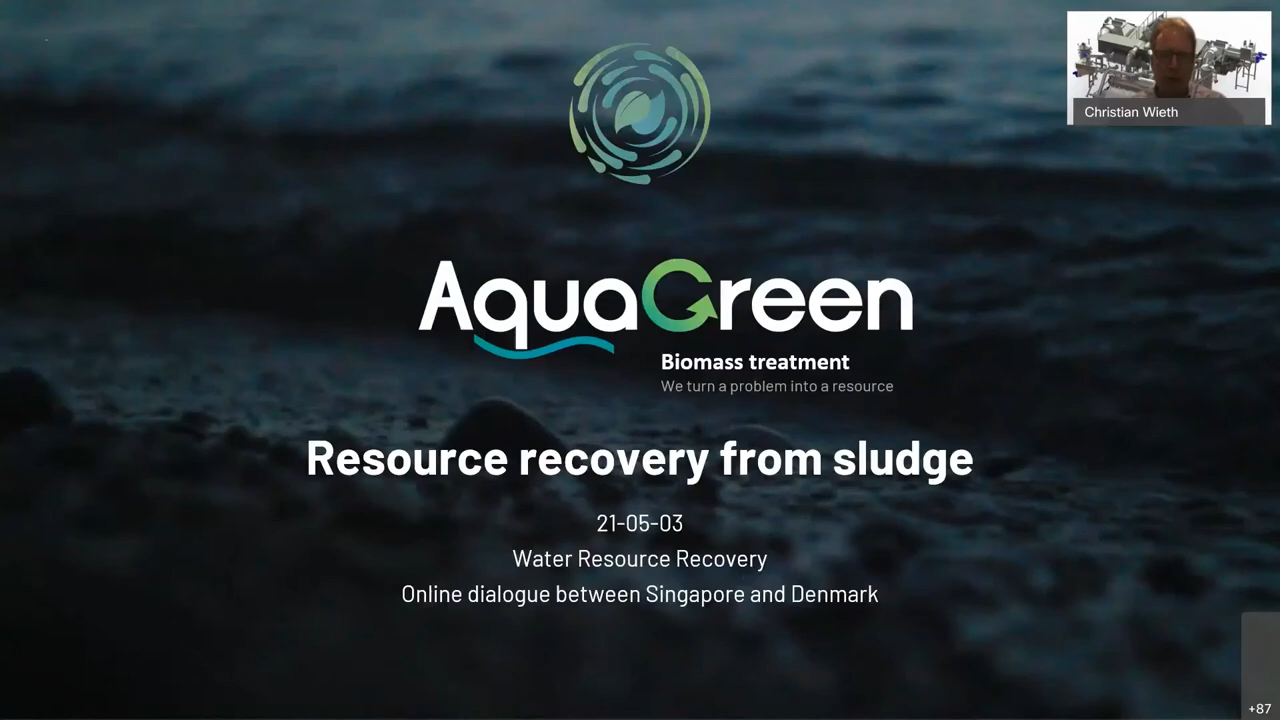 Christian Wieth
AquaGreen
Biomass treatment
We turn a problem into a resource
Resource recovery from sludge
21-05-03
Water Resource Recovery
Online dialogue between Singapore and Denmark
+87